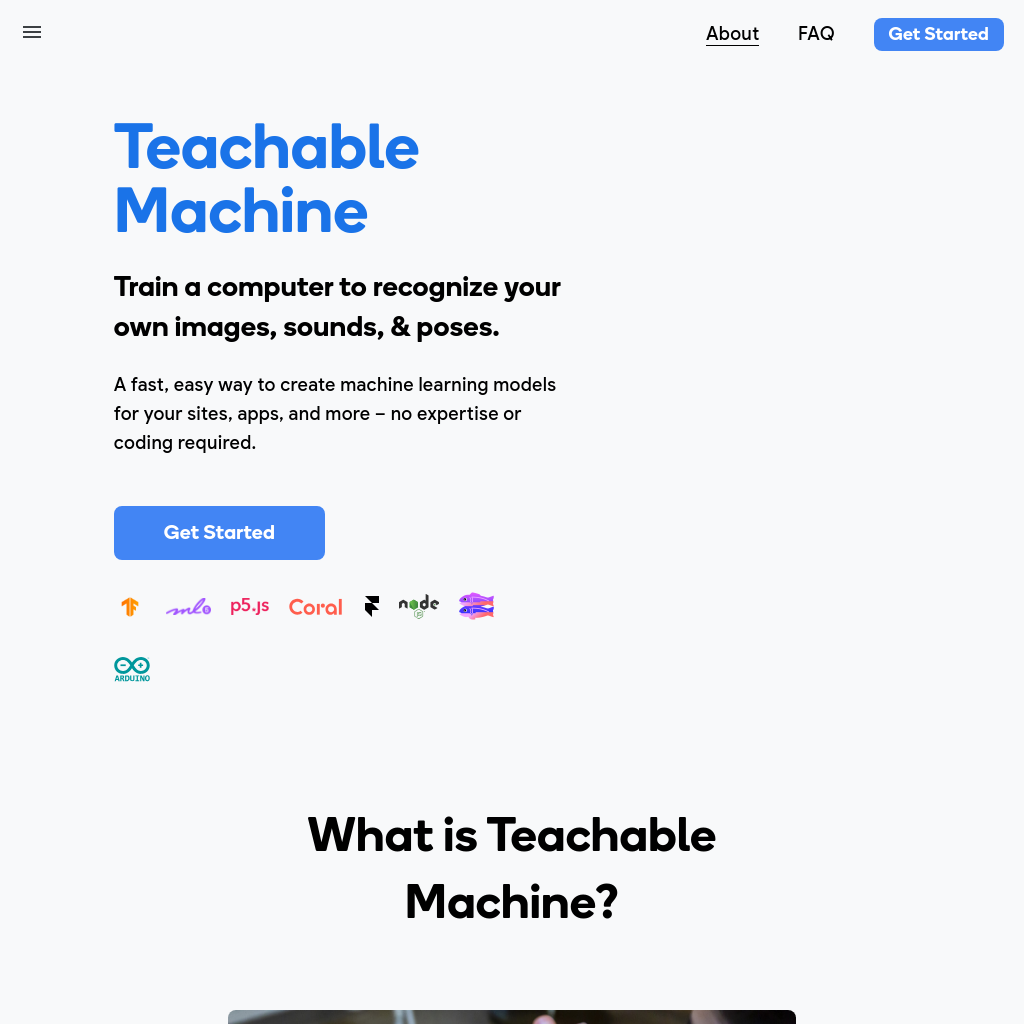 About
FAQ
Get Started
Teachable
Machine
Train a computer to recognize your
own images, sounds, & poses.
A fast, easy way to create machine learning models
for your sites, apps, and more – no expertise or
coding required.
Get Started
p5.js
Coral
node
ARDUINO
What is Teachable
Machine?